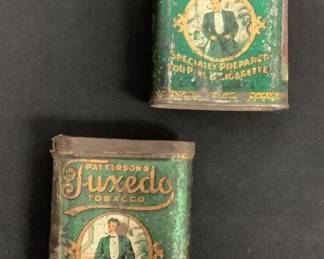 SPECIALLY PREPARED
FOR PIPE & CIGARETTE
PATTERSON'S
Tuxedo
TOBACCO